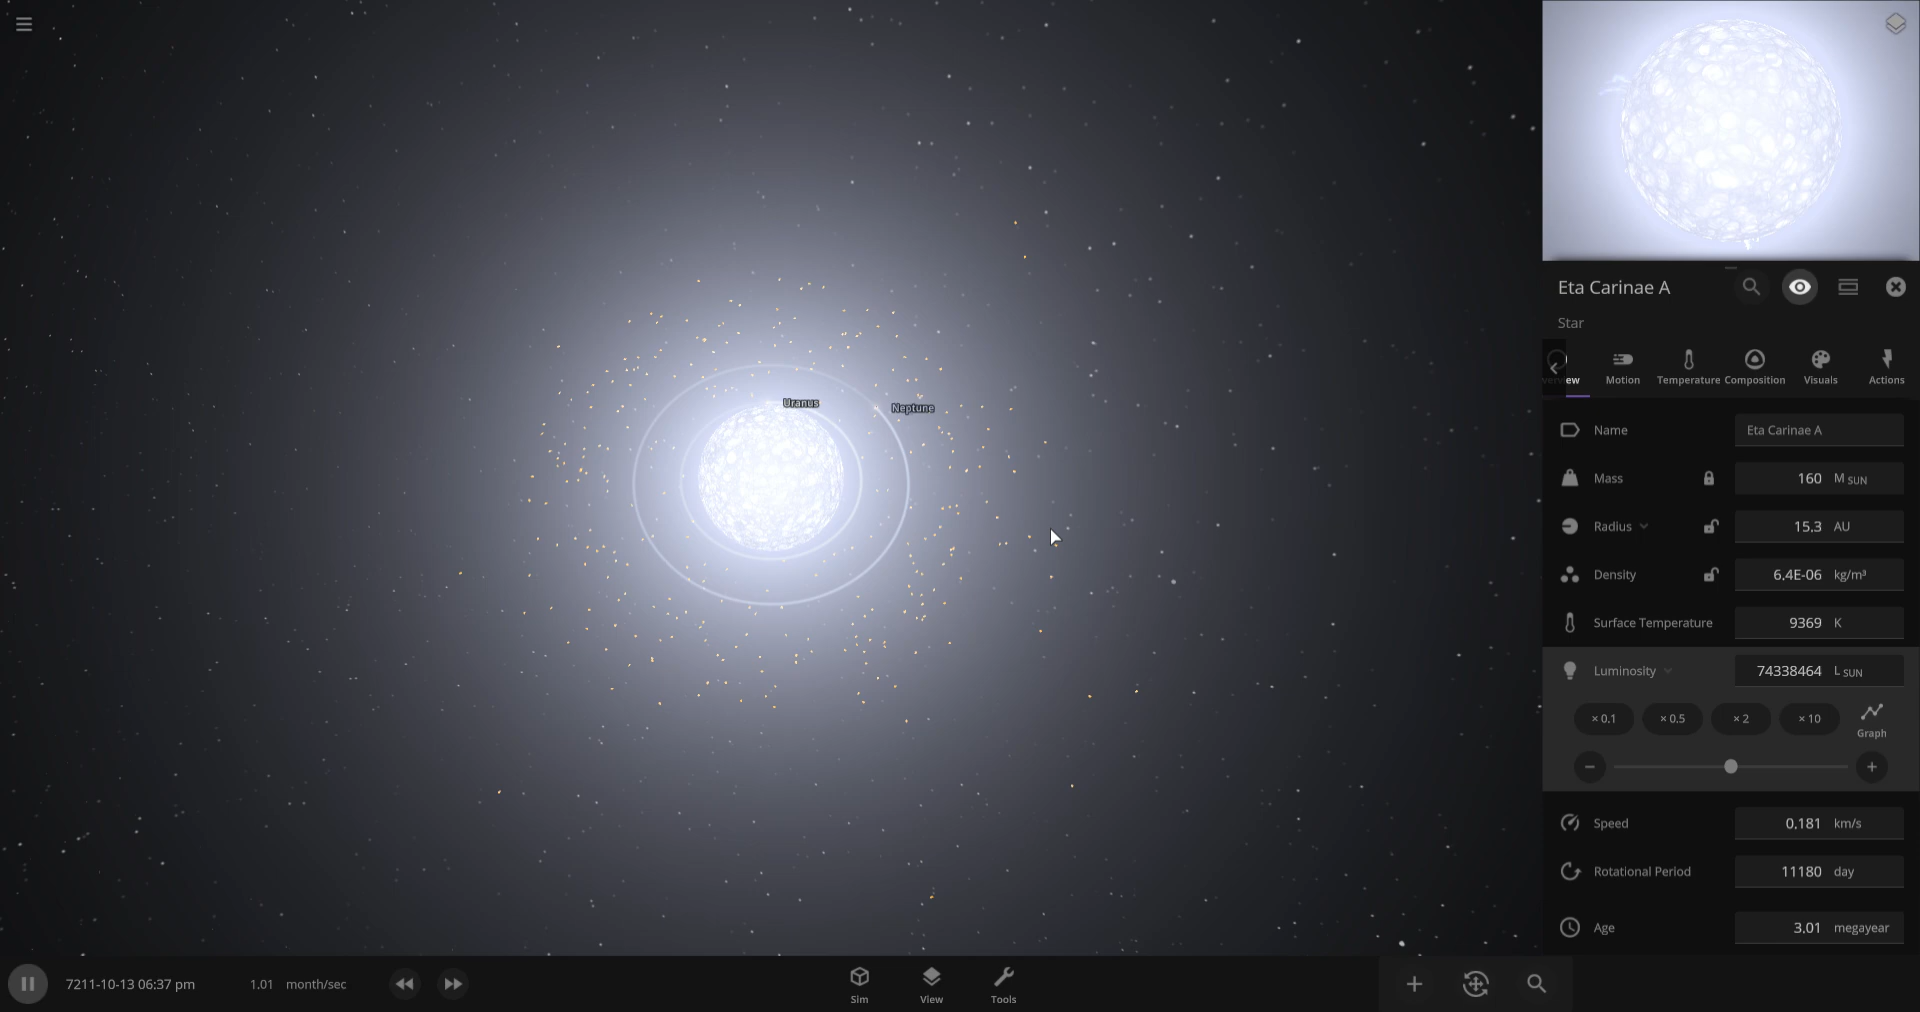 Uranus
Neptune
Eta Carinae A
Star
Motion Temperature Composition Visuals Actions
Name Eta Carinae A
Mass 160 M SUN
Radius 15.3 AU
Density 6.4E-06 kg/m³
Surface Temperature 9369 K
Luminosity 74338464 L SUN
× 0.1 × 0.5 × 2 × 10
Graph
Speed 0.181 km/s
Rotational Period 11180 day
Age 3.01 megayear
7211-10-13 06:37 pm 1.01 month/sec
Sim View Tools